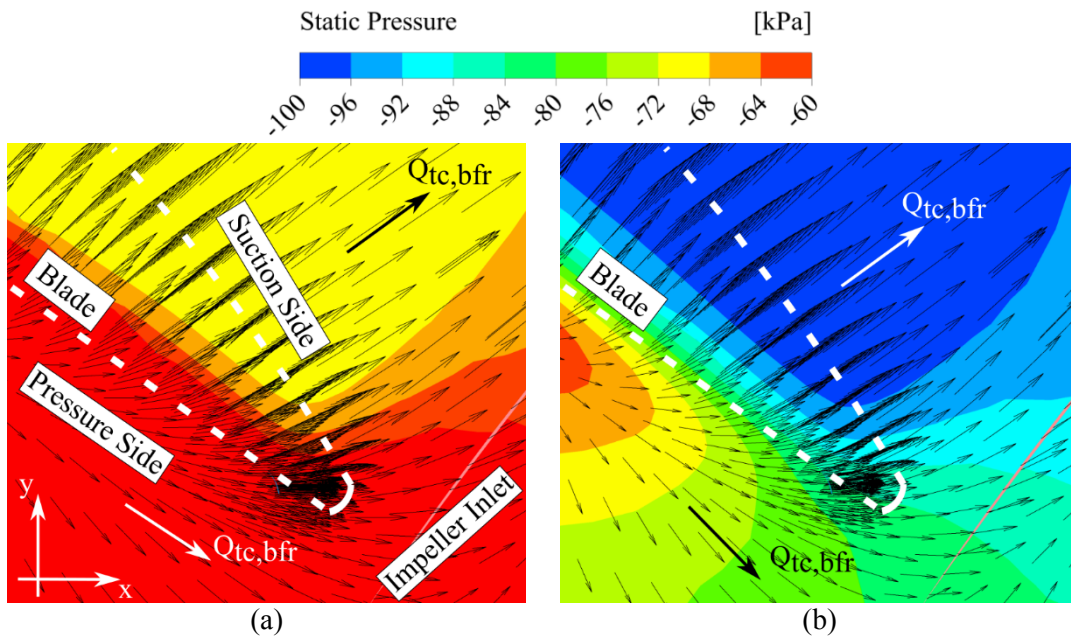 Static Pressure [kPa]
-100 -96 -92 -88 -84 -80 -76 -72 -68 -64 -60
Qtc,bfr
Suction Side
Blade
Pressure Side
Qtc,bfr
Impeller Inlet
y
x
(a)
Qtc,bfr
Blade
Qtc,bfr
(b)